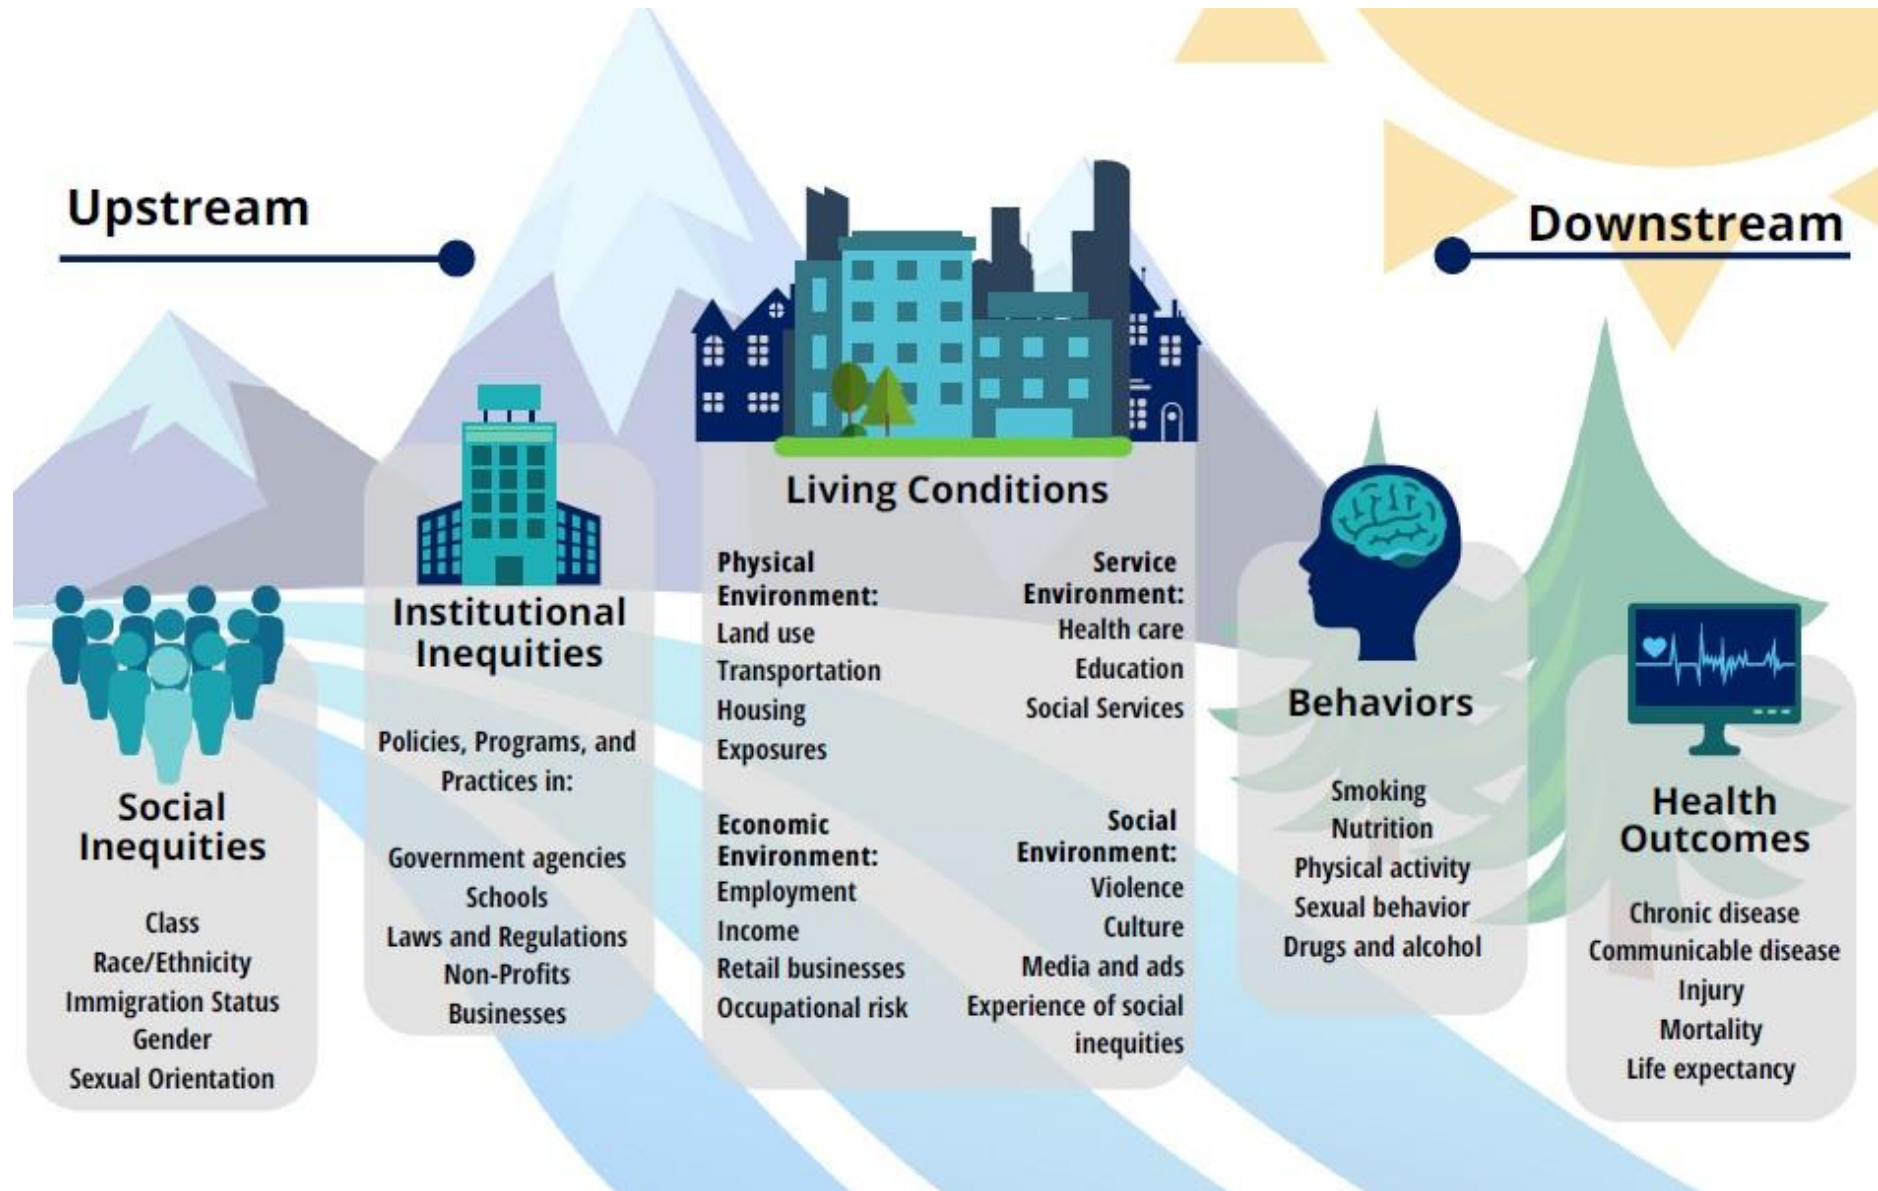 Upstream
Downstream
Social
Inequities
Class
Race/Ethnicity
Immigration Status
Gender
Sexual Orientation
Institutional
Inequities
Policies, Programs, and
Practices in:
Government agencies
Schools
Laws and Regulations
Non-Profits
Businesses
Living Conditions
Physical
Environment:
Land use
Transportation
Housing
Exposures
Service
Environment:
Health care
Education
Social Services
Economic
Environment:
Employment
Income
Retail businesses
Occupational risk
Social
Environment:
Violence
Culture
Media and ads
Experience of social
inequities
Behaviors
Smoking
Nutrition
Physical activity
Sexual behavior
Drugs and alcohol
Health
Outcomes
Chronic disease
Communicable disease
Injury
Mortality
Life expectancy